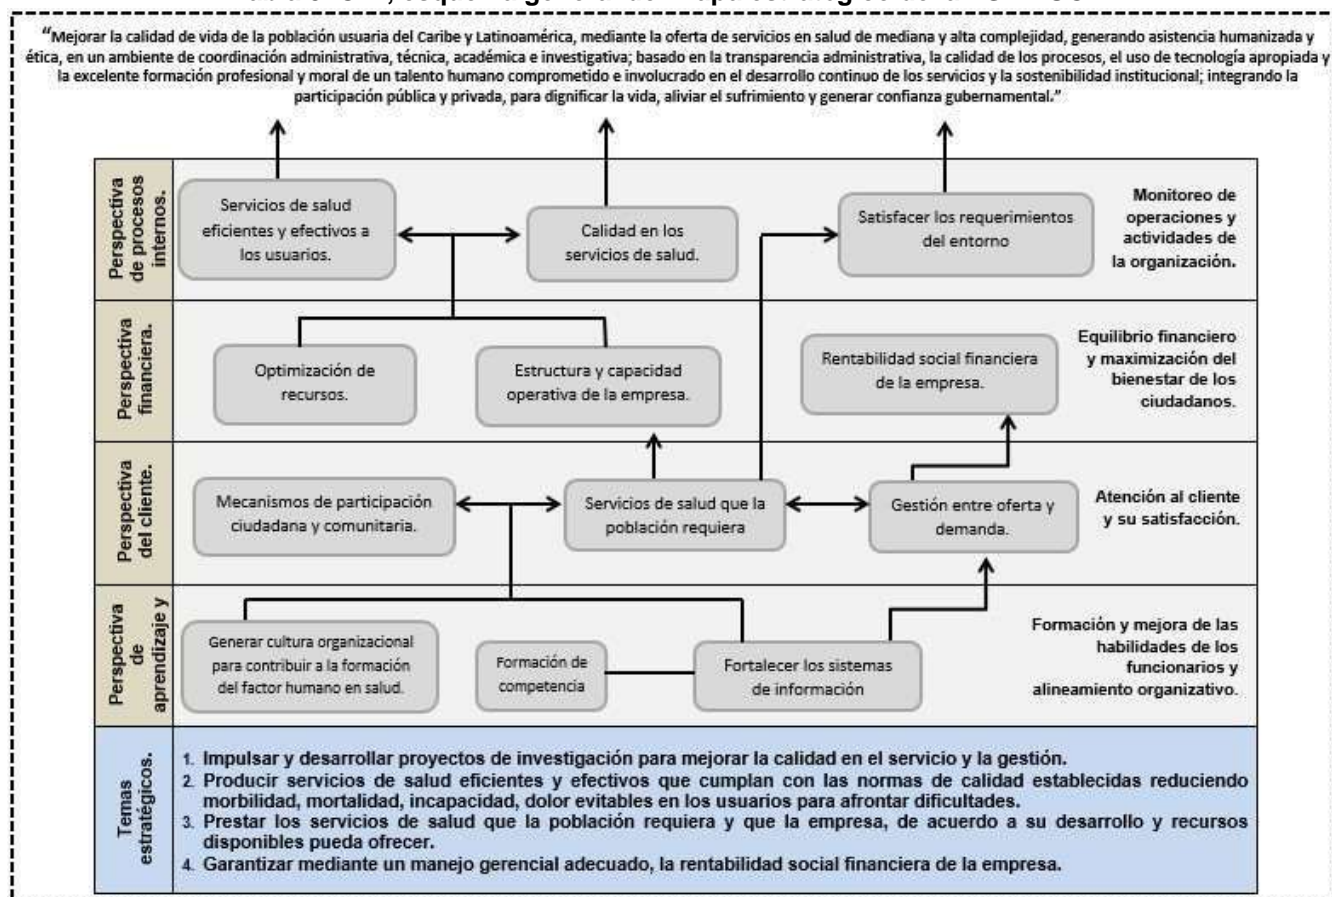 "Mejorar la calidad de vida de la población usuaria del Caribe y Latinoamérica, mediante la oferta de servicios en salud de mediana y alta complejidad, generando asistencia humanizada y
ética, en un ambiente de coordinación administrativa, técnica, académica e investigativa; basado en la transparencia administrativa, la calidad de los procesos, el uso de tecnología apropiada y
la excelente formación profesional y moral de un talento humano comprometido e involucrado en el desarrollo continuo de los servicios y la sostenibilidad institucional; integrando la
participación pública y privada, para dignificar la vida, aliviar el sufrimiento y generar confianza gubernamental."
Perspectiva
de procesos
internos.
Servicios de salud
eficientes y efectivos a
los usuarios.
Calidad en los
servicios de salud.
Satisfacer los requerimientos
del entorno
Monitoreo de
operaciones y
actividades de
la organización.
Perspectiva
financiera.
Optimización de
recursos.
Estructura y capacidad
operativa de la empresa.
Rentabilidad social financiera
de la empresa.
Equilibrio financiero
y maximización del
bienestar de los
ciudadanos.
Perspectiva
del cliente.
Mecanismos de participación
ciudadana y comunitaria.
Servicios de salud que la
población requiera
Gestión entre oferta y
demanda.
Atención al cliente
y su satisfacción.
Perspectiva
de
aprendizaje y
Generar cultura organizacional
para contribuir a la formación
del factor humano en salud.
Formación de
competencia
Fortalecer los sistemas
de información
Formación y mejora de las
habilidades de los
funcionarios y
alineamiento organizativo.
Temas
estratégicos.
1. Impulsar y desarrollar proyectos de investigación para mejorar la calidad en el servicio y la gestión.
2. Producir servicios de salud eficientes y efectivos que cumplan con las normas de calidad establecidas reduciendo
morbilidad, mortalidad, incapacidad, dolor evitables en los usuarios para afrontar dificultades.
3. Prestar los servicios de salud que la población requiera y que la empresa, de acuerdo a su desarrollo y recursos
disponibles pueda ofrecer.
4. Garantizar mediante un manejo gerencial adecuado, la rentabilidad social financiera de la empresa.